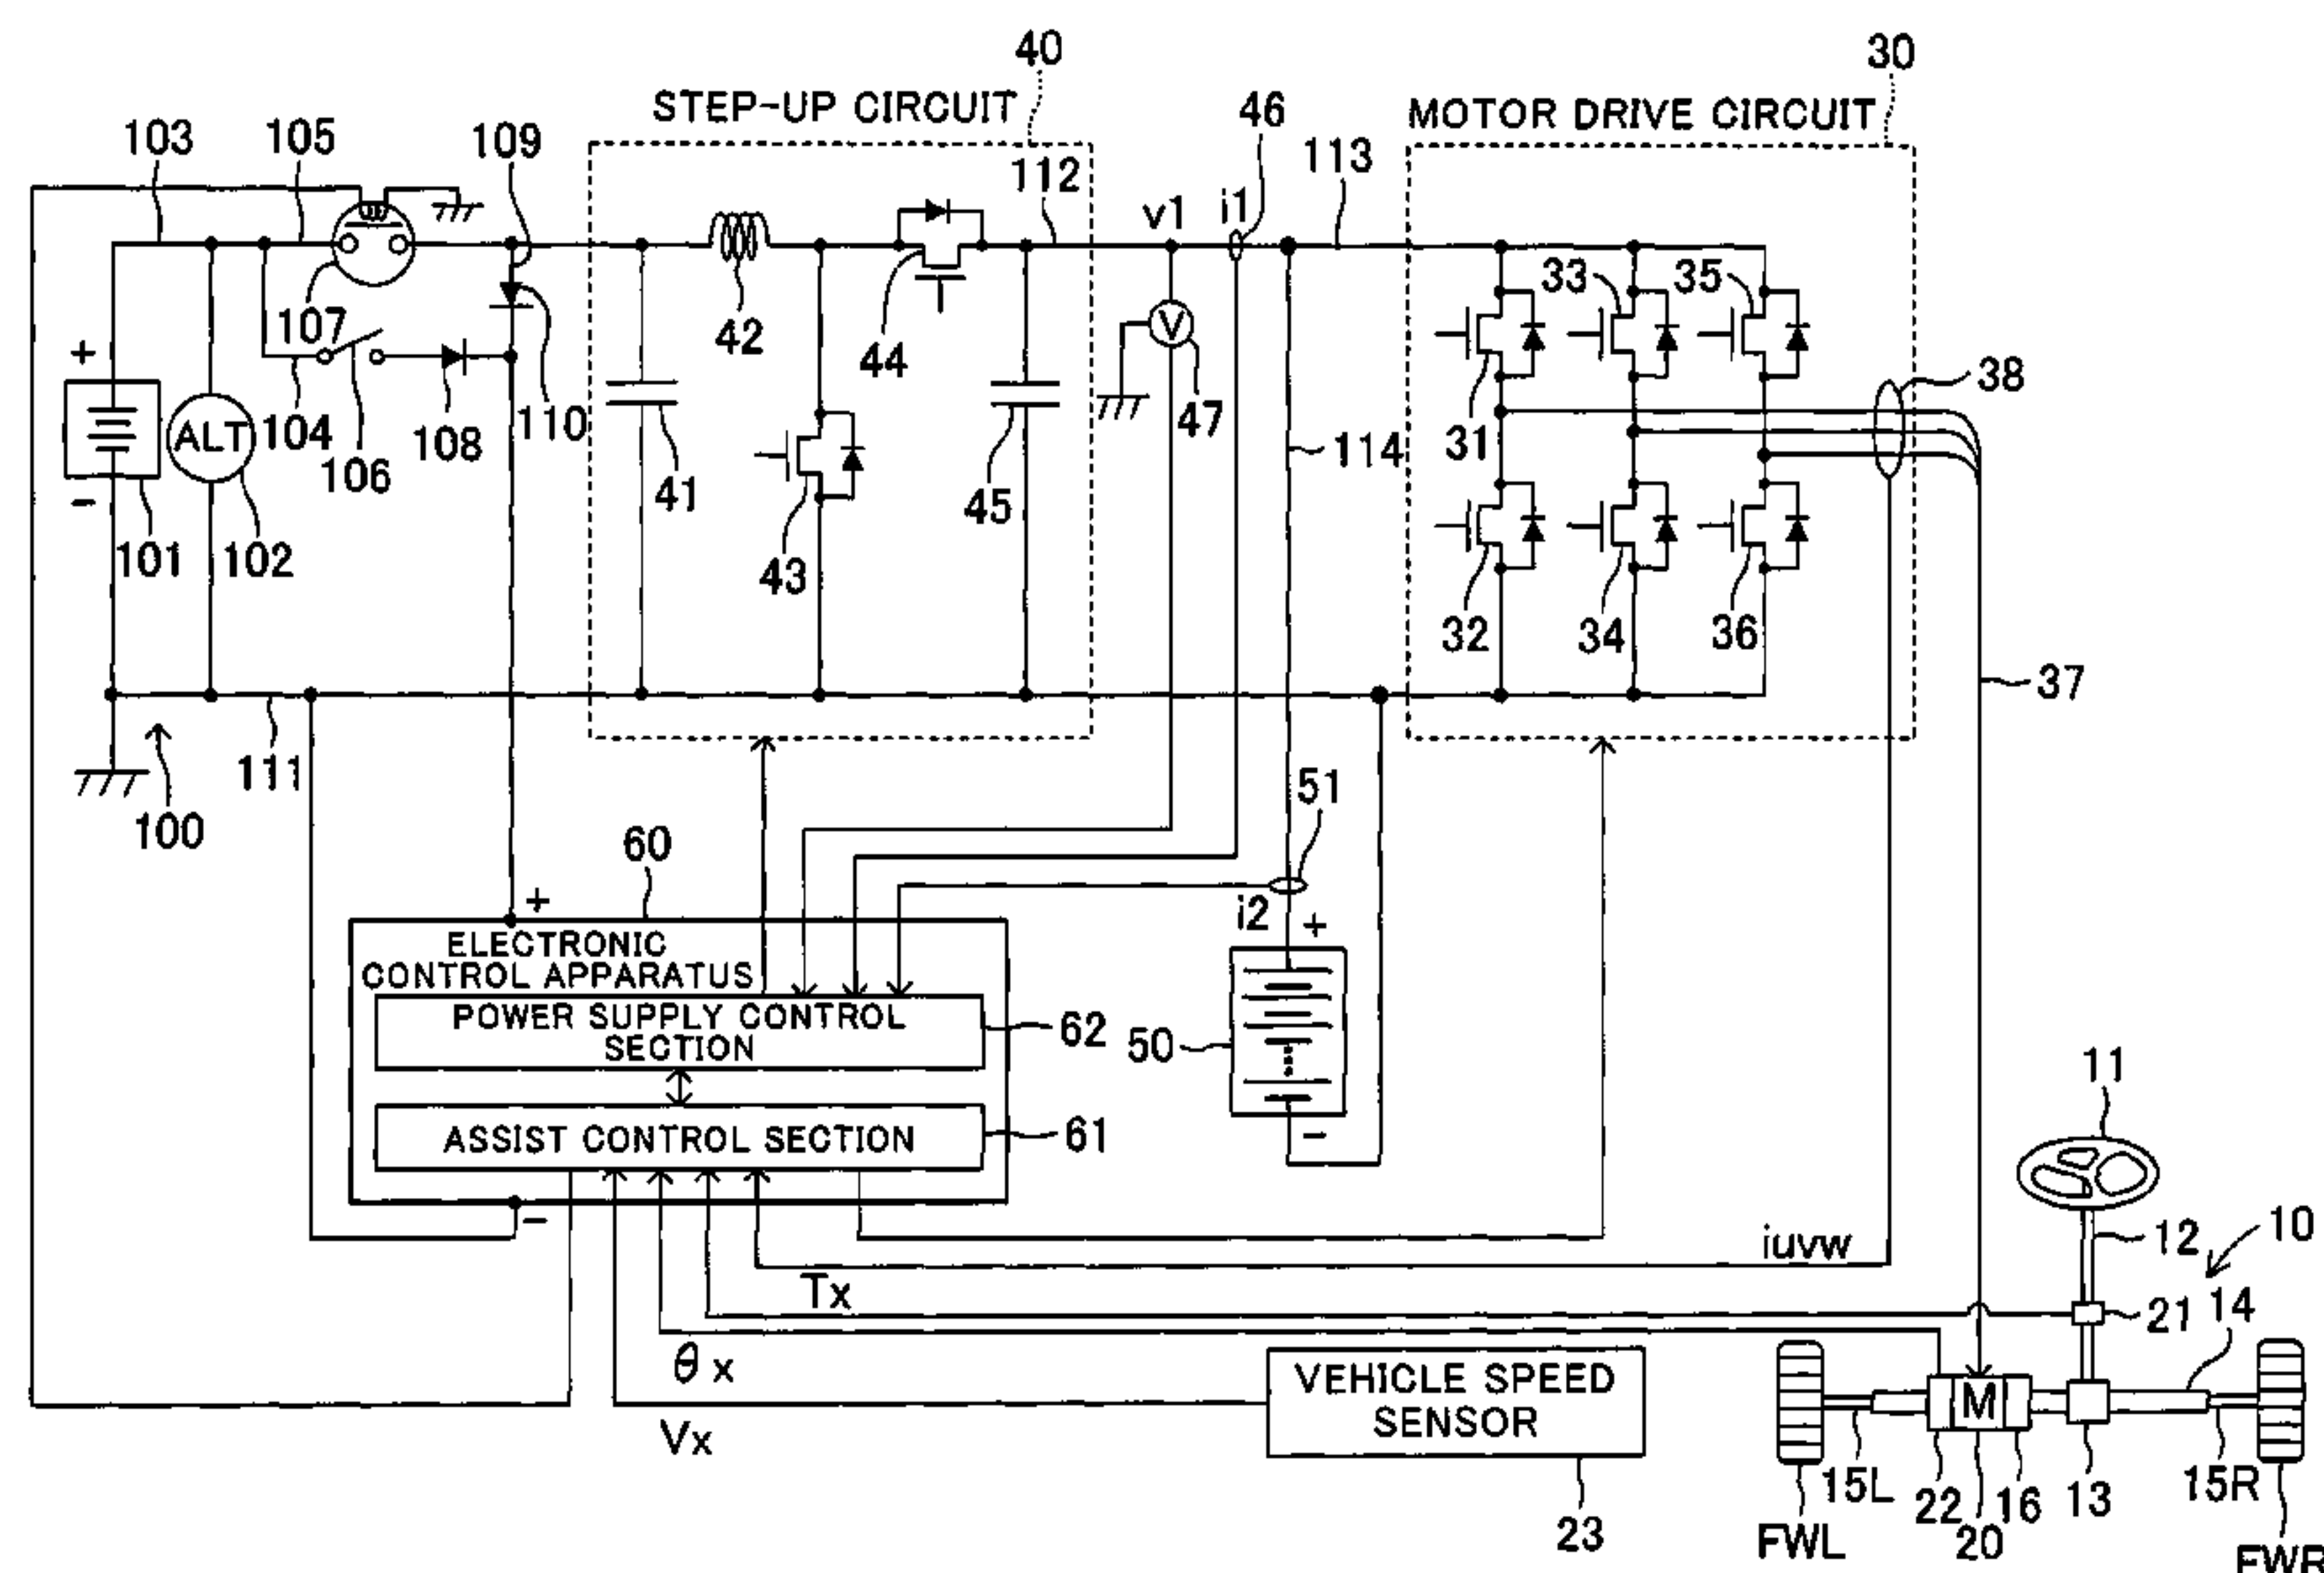 40
30
STEP-UP CIRCUIT
46
MOTOR DRIVE CIRCUIT
103
105
109
112
v1
i1
113
33
35
107
42
44
V
47
38
+
ALT
104
106
108
110
41
45
114
31
-
101
102
43
32
34
36
37
100
111
51
60
+
i2
+
ELECTRONIC
CONTROL APPARATUS
POWER SUPPLY CONTROL
SECTION
62
50
11
ASSIST CONTROL SECTION
61
-
-
iuvw
12
10
Tx
21
14
θx
VEHICLE SPEED
SENSOR
M
Vx
15L
22
16
13
15R
23
FWL
20
FWR